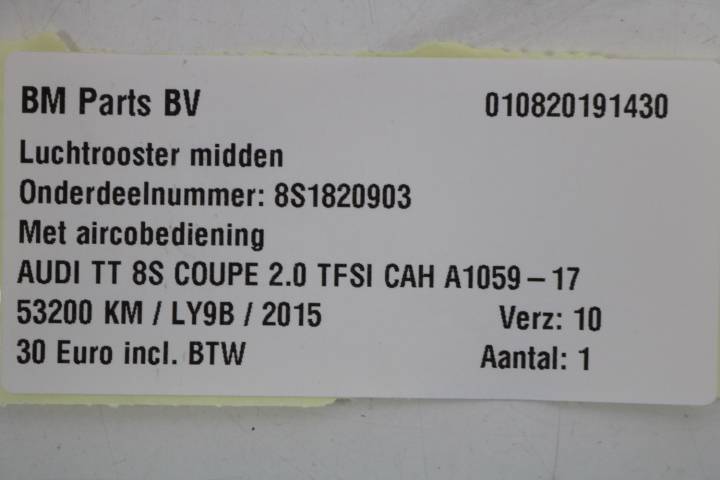 BM Parts BV 010820191430
Luchtrooster midden
Onderdeelnummer: 8S1820903
Met aircobediening
AUDI TT 8S COUPE 2.0 TFSI CAH A1059 – 17
53200 KM / LY9B / 2015 Verz: 10
30 Euro incl. BTW Aantal: 1